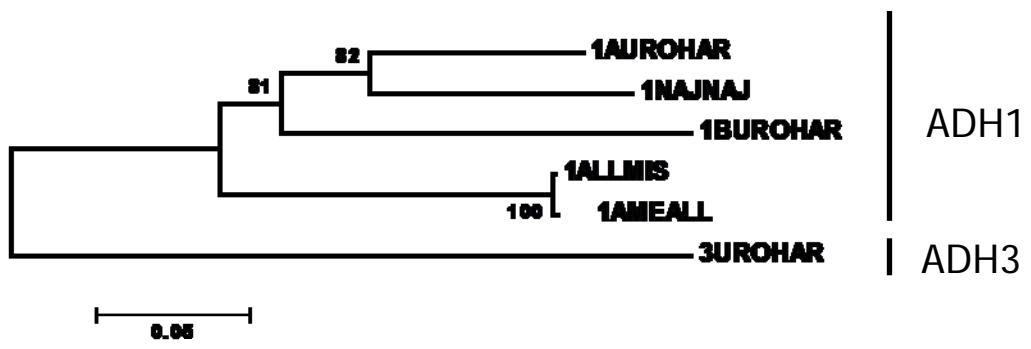 1AUROHAR
82
81
1NAJNAJ
1BUROHAR
ADH1
1ALLMIS
100
1AMEALL
3UROHAR
ADH3
0.05